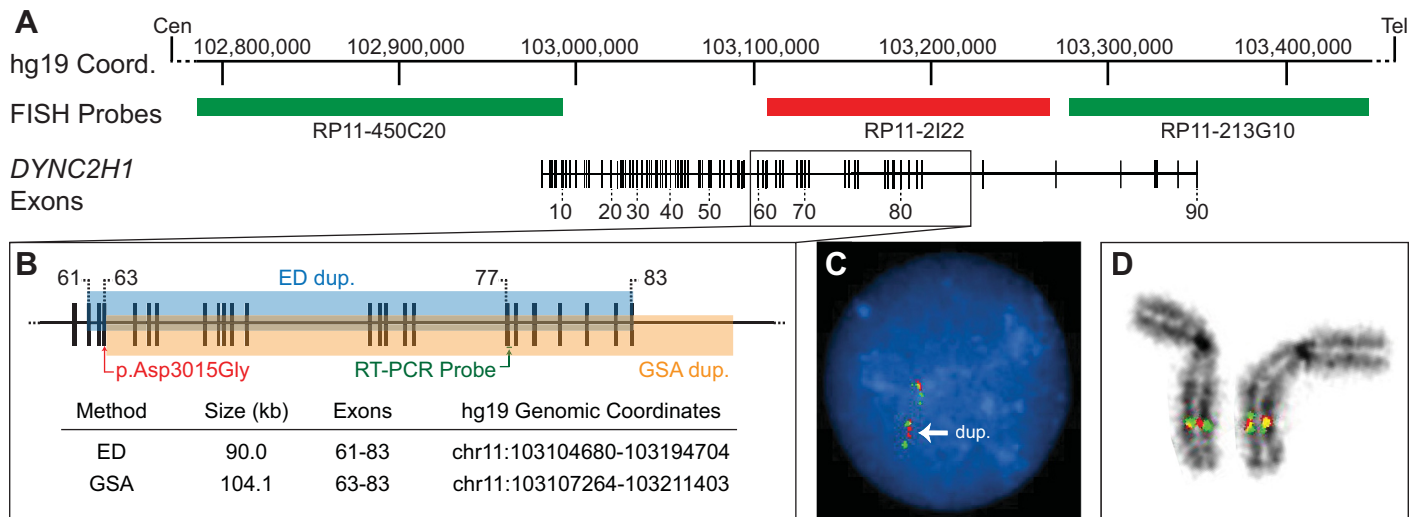 A
Cen
Tel
hg19 Coord.
102,800,000 102,900,000 103,000,000 103,100,000 103,200,000 103,300,000 103,400,000
FISH Probes
RP11-450C20 RP11-2I22 RP11-213G10
DYNC2H1
Exons
10 20 30 40 50 60 70 80 90
B
61 63 ED dup. 77 83
p.Asp3015Gly RT-PCR Probe GSA dup.
Method Size (kb) Exons hg19 Genomic Coordinates
ED 90.0 61-83 chr11:103104680-103194704
GSA 104.1 63-83 chr11:103107264-103211403
C
dup.
D